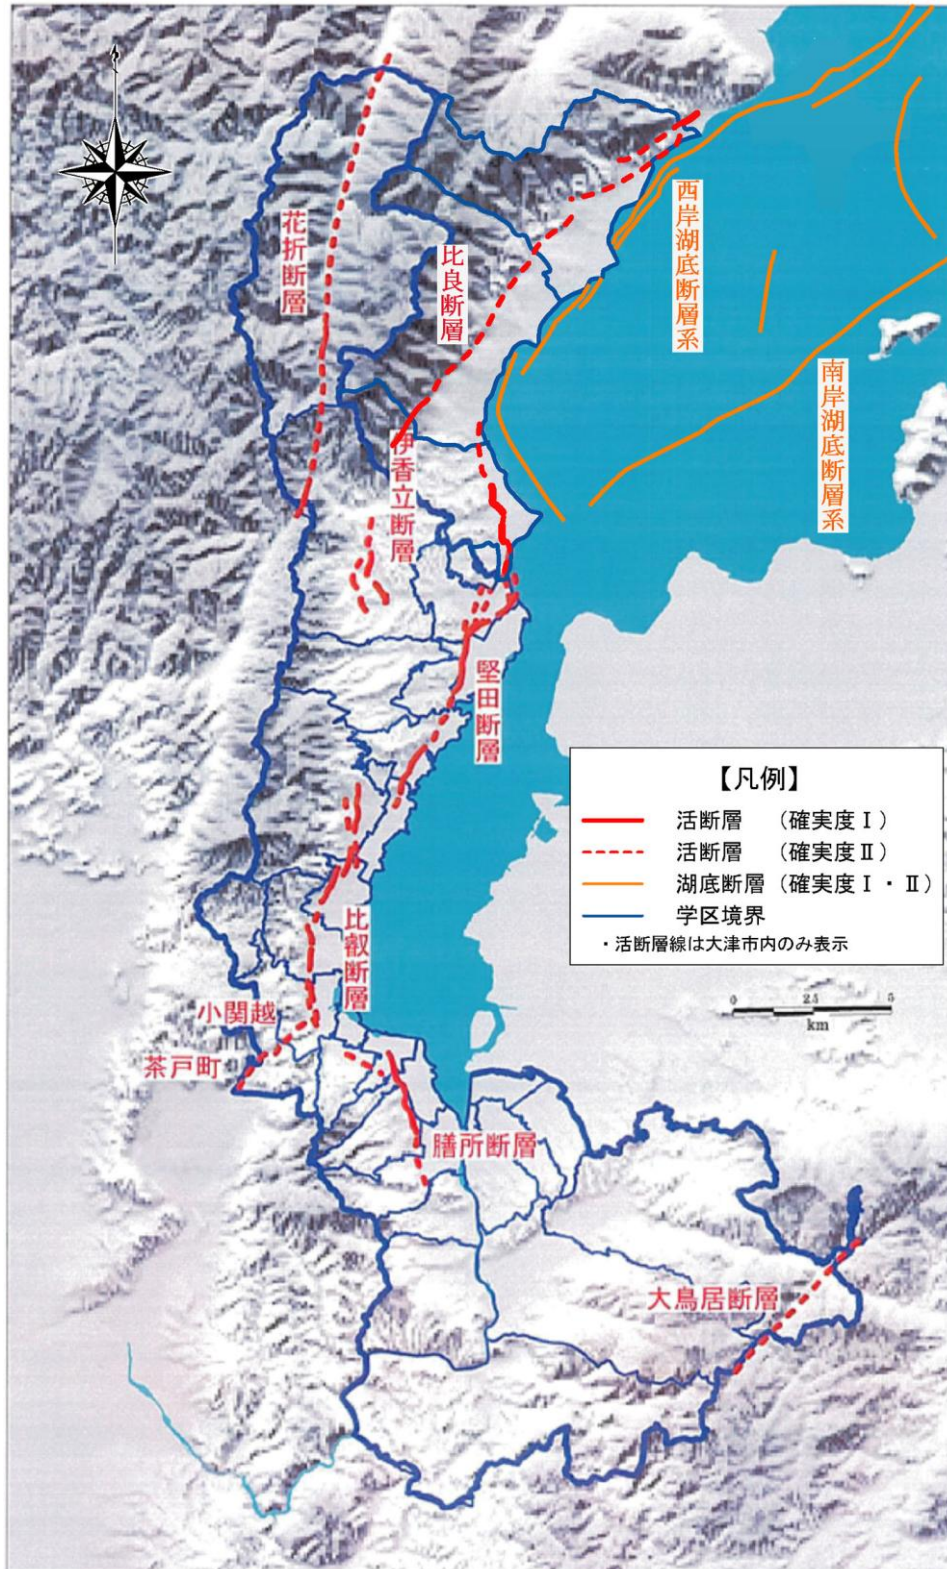 花折断層
比良断層
西岸湖底断層系
南岸湖底断層系
伊香立断層
堅田断層
【凡例】
活断層 （確実度Ⅰ）
活断層 （確実度Ⅱ）
湖底断層（確実度Ⅰ・Ⅱ）
学区境界
・活断層線は大津市内のみ表示
比叡断層
小関越
0 2.5 5
km
茶戸町
膳所断層
大鳥居断層